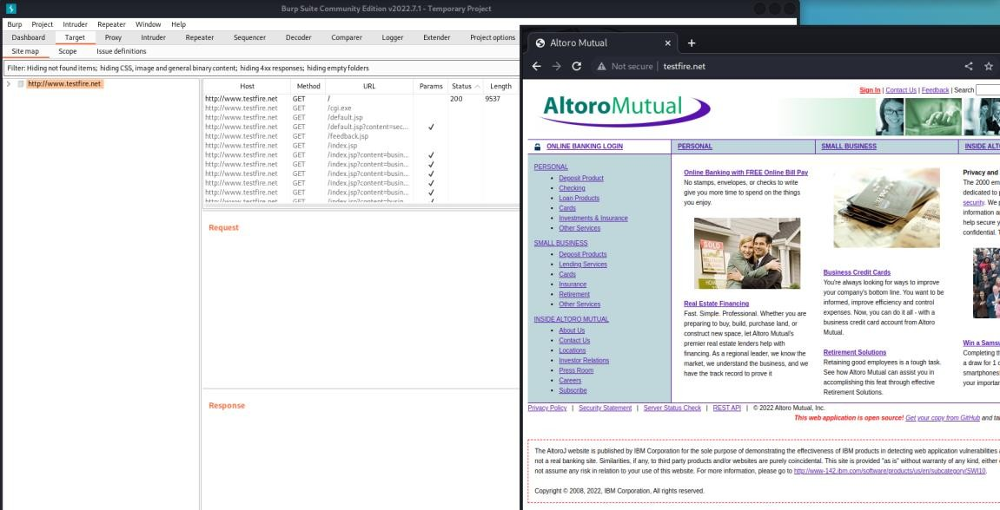 Burp Suite Community Edition v2022.7.1 - Temporary Project
Burp Project Intruder Repeater Window Help
Dashboard Target Proxy Intruder Repeater Sequencer Decoder Comparer Logger Extender Project options
Site map Scope Issue definitions
Filter: Hiding not found items; hiding CSS, image and general binary content; hiding 4xx responses; hiding empty folders
http://www.testfire.net
Host Method URL Params Status Length
http://www.testfire.net GET / 200 9537
http://www.testfire.net GET /cgi.exe
http://www.testfire.net GET /default.jsp
http://www.testfire.net GET /default.jsp?content=sec... ✓
http://www.testfire.net GET /feedback.jsp
http://www.testfire.net GET /index.jsp
http://www.testfire.net GET /index.jsp?content=busin... ✓
http://www.testfire.net GET /index.jsp?content=busin... ✓
http://www.testfire.net GET /index.jsp?content=busin... ✓
http://www.testfire.net GET /index.jsp?content=busin... ✓
http://www.testfire.net GET /index.jsp?content=busin... ✓
http://www.testfire.net GET /index.jsp?content=busin... ✓
Request
Response
Altoro Mutual
Not secure | testfire.net
Sign In | Contact Us | Feedback | Search
AltoroMutual
ONLINE BANKING LOGIN
PERSONAL
SMALL BUSINESS
INSIDE ALTO
PERSONAL
• Deposit Product
• Checking
• Loan Products
• Cards
• Investments & Insurance
• Other Services
SMALL BUSINESS
• Deposit Products
• Lending Services
• Cards
• Insurance
• Retirement
• Other Services
INSIDE ALTORO MUTUAL
• About Us
• Contact Us
• Locations
• Investor Relations
• Press Room
• Careers
• Subscribe
Online Banking with FREE Online Bill Pay
No stamps, envelopes, or checks to write
give you more time to spend on the things
you enjoy.
SOLD
Real Estate Financing
Fast. Simple. Professional. Whether you are
preparing to buy, build, purchase land, or
construct new space, let Altoro Mutual's
premier real estate lenders help with
financing. As a regional leader, we know the
market, we understand the business, and we
have the track record to prove it
Business Credit Cards
You're always looking for ways to improve
your company's bottom line. You want to be
informed, improve efficiency and control
expenses. Now, you can do it all - with a
business credit card account from Altoro
Mutual.
Retirement Solutions
Retaining good employees is a tough task.
See how Altoro Mutual can assist you in
accomplishing this feat through effective
Retirement Solutions.
Privacy and
The 2000 em
dedicated to
security. We
information a
help secure y
confidential.
Win a Samsu
Completing th
a draw for 1
smartphones
your importan
Privacy Policy | Security Statement | Server Status Check | REST API | © 2022 Altoro Mutual, Inc.
This web application is open source! Get your copy from GitHub and ta
The AltoroJ website is published by IBM Corporation for the sole purpose of demonstrating the effectiveness of IBM products in detecting web application vulnerabilities a
not a real banking site. Similarities, if any, to third party products and/or websites are purely coincidental. This site is provided "as is" without warranty of any kind, either
not assume any risk in relation to your use of this website. For more information, please go to http://www-142.ibm.com/software/products/us/en/subcategory/SWI10.
Copyright © 2008, 2022, IBM Corporation, All rights reserved.